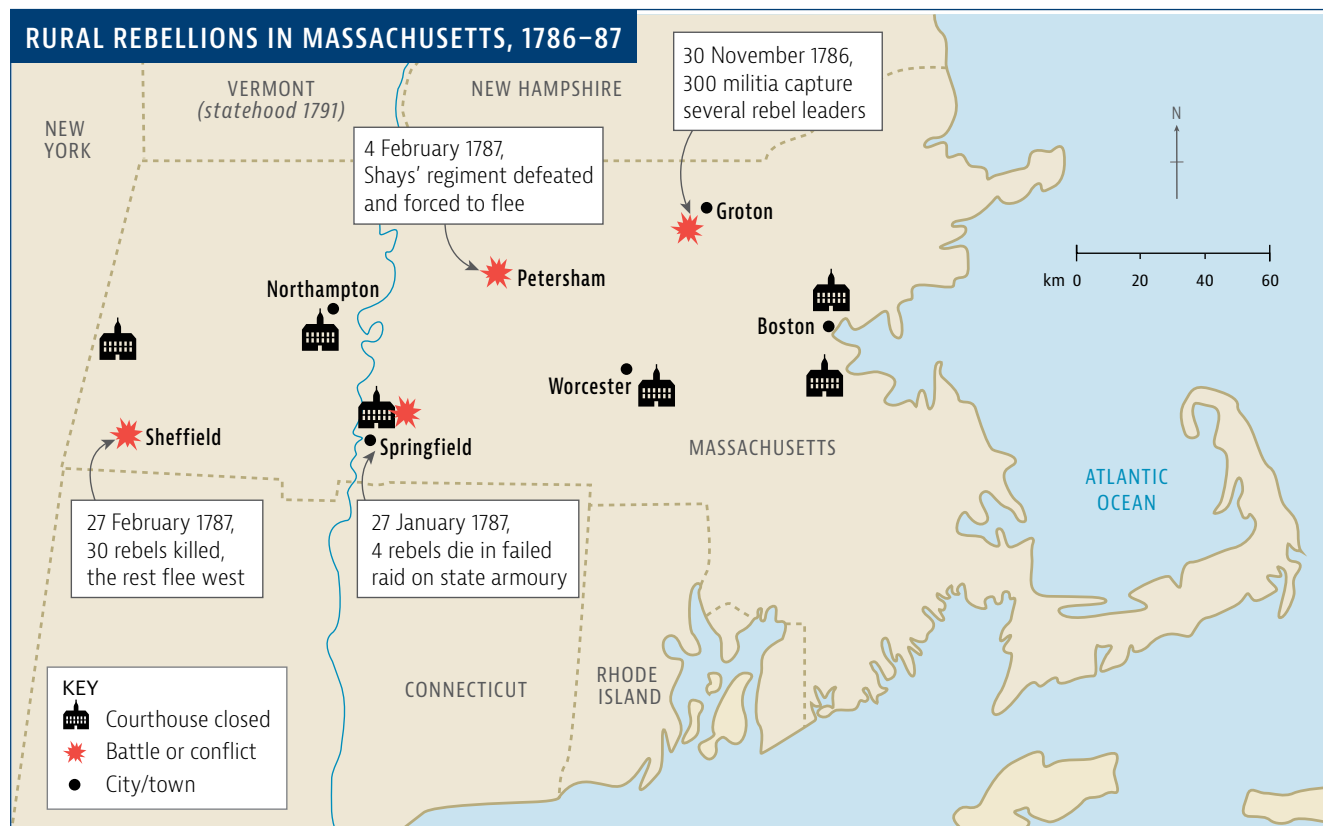 RURAL REBELLIONS IN MASSACHUSETTS, 1786–87
VERMONT
(statehood 1791)
NEW HAMPSHIRE
30 November 1786,
300 militia capture
several rebel leaders
NEW
YORK
N
4 February 1787,
Shays’ regiment defeated
and forced to flee
Groton
Petersham
km 0 20 40 60
Northampton
Boston
Worcester
Sheffield
Springfield
MASSACHUSETTS
ATLANTIC
OCEAN
27 February 1787,
30 rebels killed,
the rest flee west
27 January 1787,
4 rebels die in failed
raid on state armoury
RHODE
ISLAND
CONNECTICUT
KEY
Courthouse closed
Battle or conflict
City/town